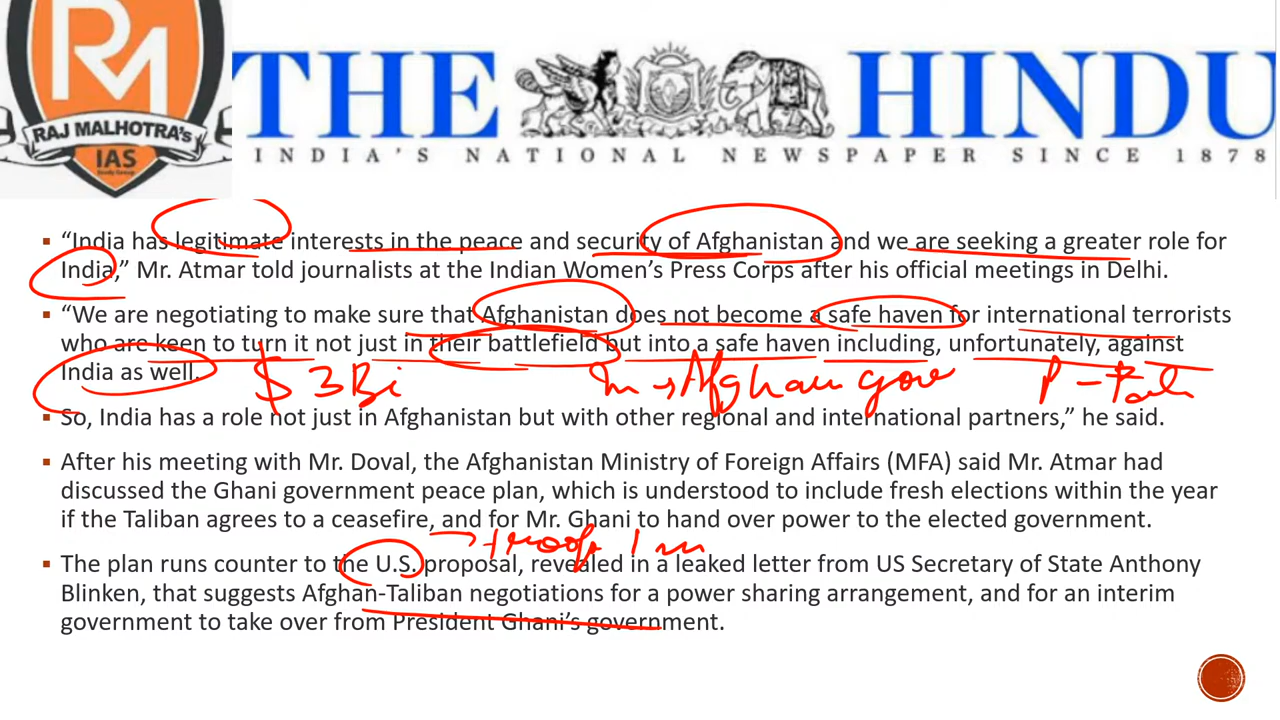 RM
RAJ MALHOTRA's
IAS
Study Group
THE HINDU
INDIA'S NATIONAL NEWSPAPER SINCE 1878
“India has legitimate interests in the peace and security of Afghanistan and we are seeking a greater role for
India,” Mr. Atmar told journalists at the Indian Women’s Press Corps after his official meetings in Delhi.
“We are negotiating to make sure that Afghanistan does not become a safe haven for international terrorists
who are keen to turn it not just in their battlefield but into a safe haven including, unfortunately, against
India as well.
$ 3Bi
In → Afghan gov
So, India has a role not just in Afghanistan but with other regional and international partners,” he said.
After his meeting with Mr. Doval, the Afghanistan Ministry of Foreign Affairs (MFA) said Mr. Atmar had
discussed the Ghani government peace plan, which is understood to include fresh elections within the year
if the Taliban agrees to a ceasefire, and for Mr. Ghani to hand over power to the elected government.
→ troops
The plan runs counter to the U.S. proposal, revealed in a leaked letter from US Secretary of State Anthony
Blinken, that suggests Afghan-Taliban negotiations for a power sharing arrangement, and for an interim
government to take over from President Ghani’s government.